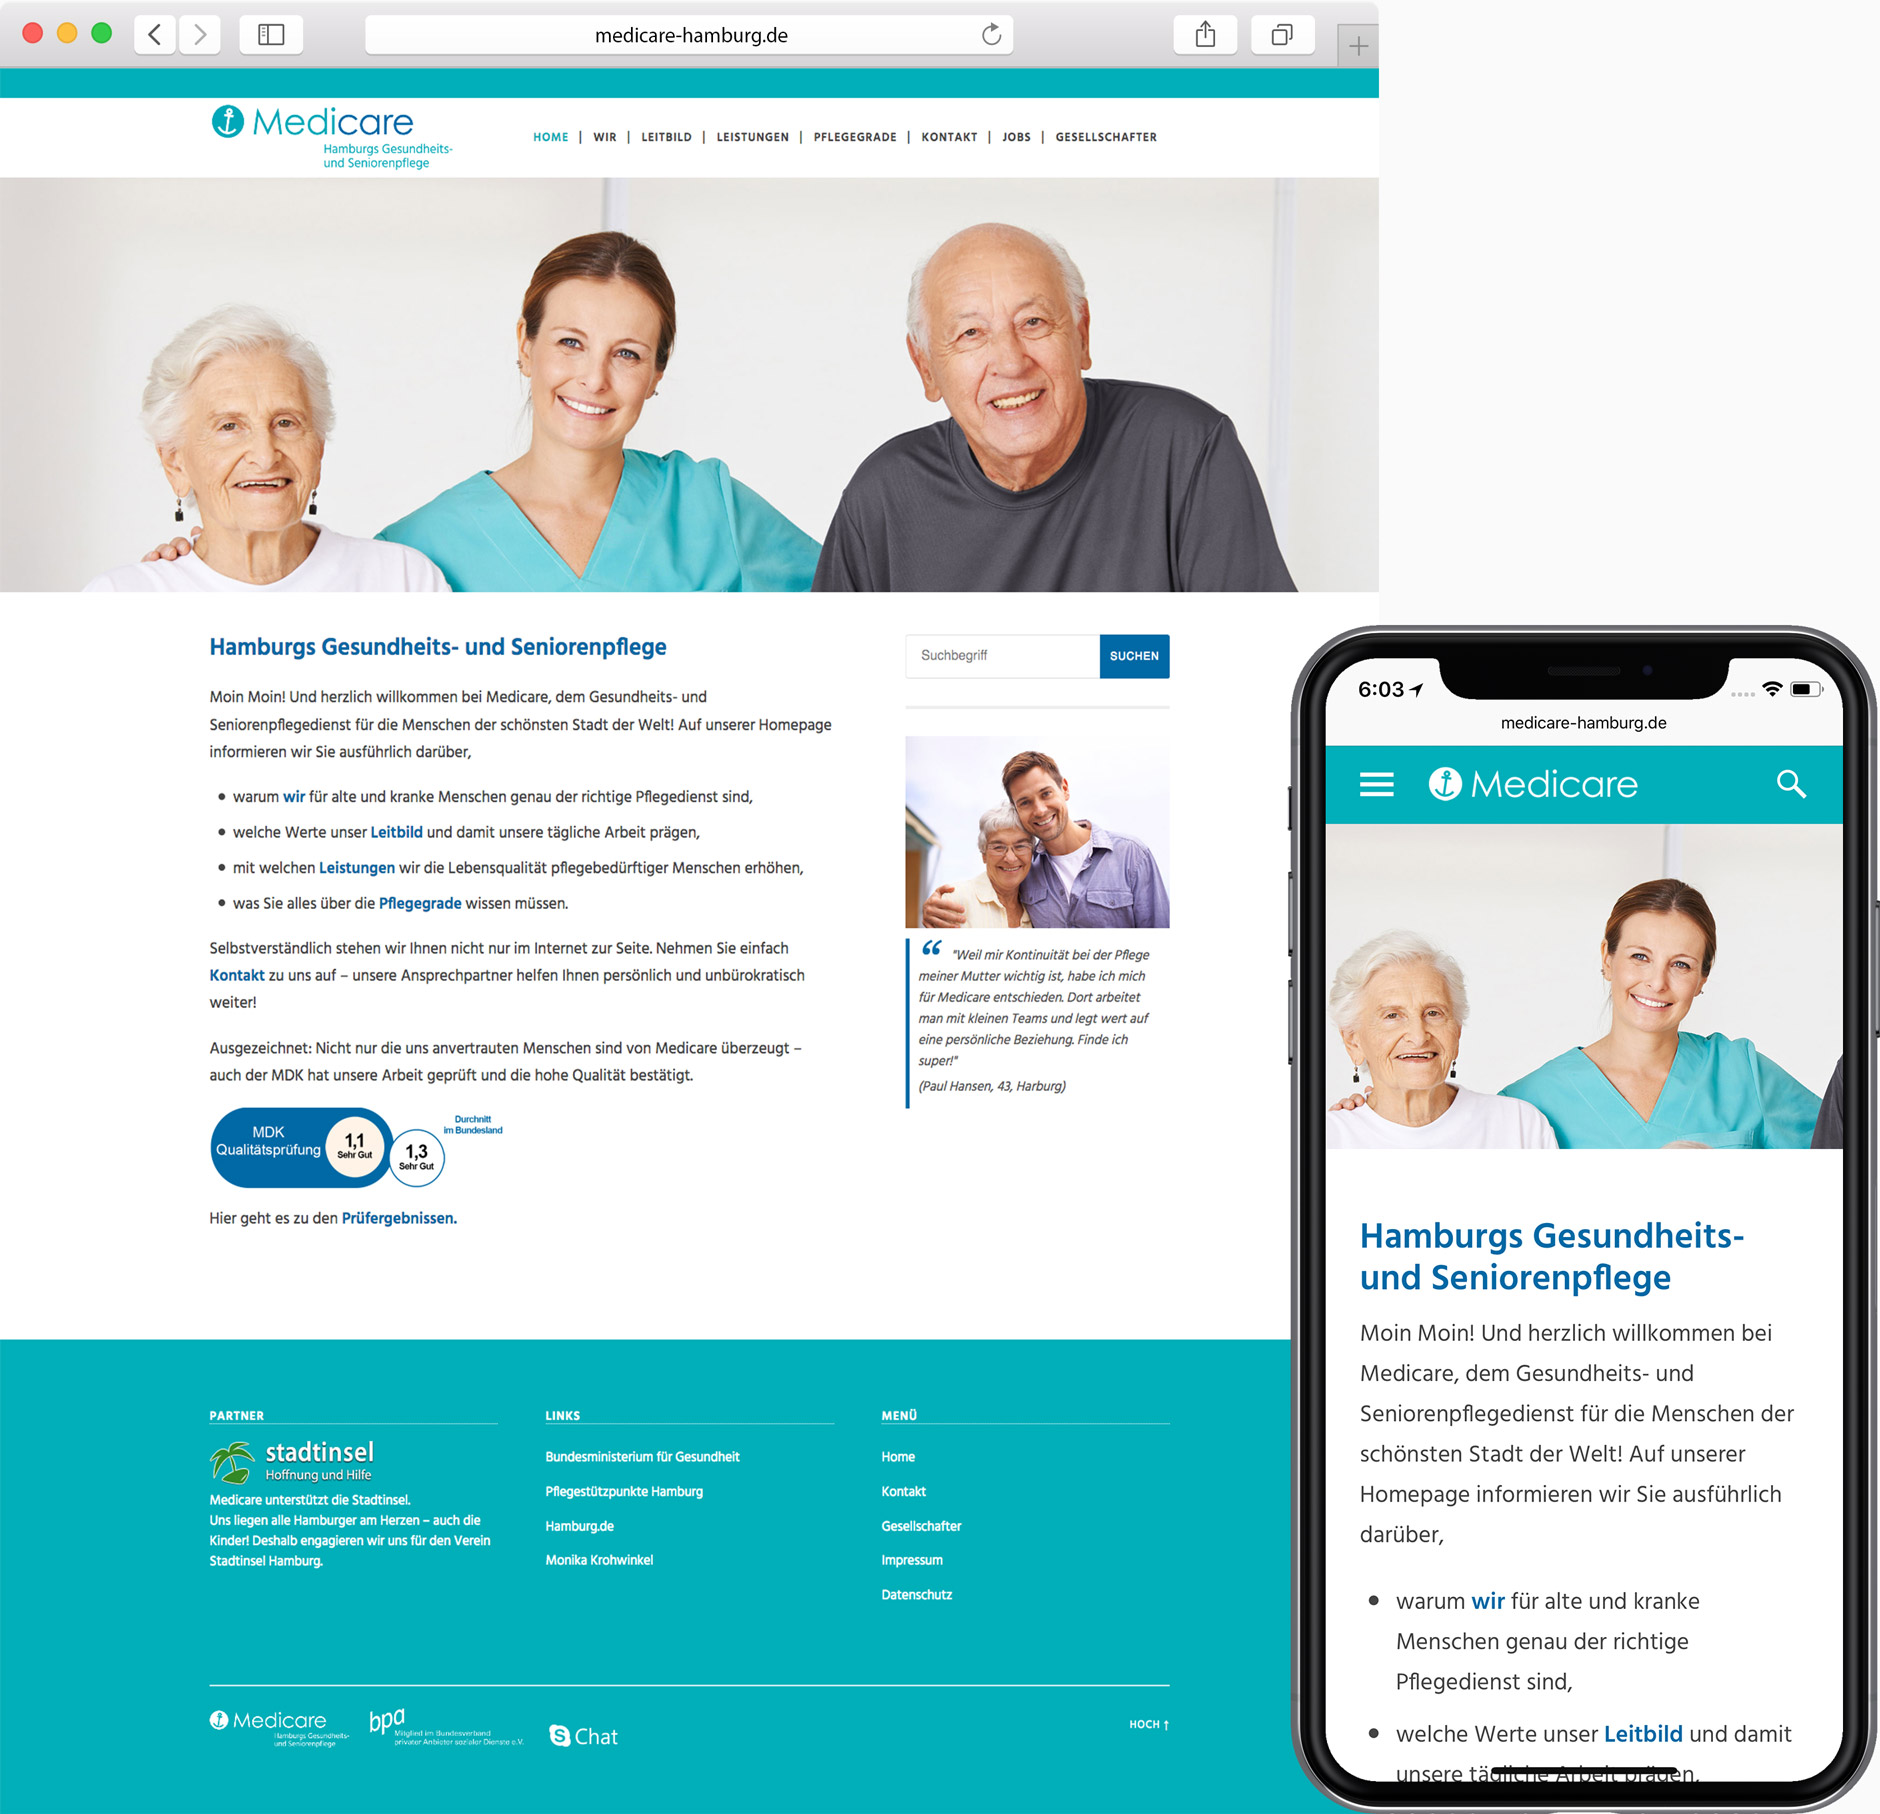 medicare-hamburg.de
Medicare
Hamburgs Gesundheits-
und Seniorenpflege
HOME | WIR | LEITBILD | LEISTUNGEN | PFLEGEGRADE | KONTAKT | JOBS | GESELLSCHAFTER
Hamburgs Gesundheits- und Seniorenpflege
Moin Moin! Und herzlich willkommen bei Medicare, dem Gesundheits- und
Seniorenpflegedienst für die Menschen der schönsten Stadt der Welt! Auf unserer Homepage
informieren wir Sie ausführlich darüber,
• warum wir für alte und kranke Menschen genau der richtige Pflegedienst sind,
• welche Werte unser Leitbild und damit unsere tägliche Arbeit prägen,
• mit welchen Leistungen wir die Lebensqualität pflegebedürftiger Menschen erhöhen,
• was Sie alles über die Pflegegrade wissen müssen.
Selbstverständlich stehen wir Ihnen nicht nur im Internet zur Seite. Nehmen Sie einfach
Kontakt zu uns auf – unsere Ansprechpartner helfen Ihnen persönlich und unbürokratisch
weiter!
Ausgezeichnet: Nicht nur die uns anvertrauten Menschen sind von Medicare überzeugt –
auch der MDK hat unsere Arbeit geprüft und die hohe Qualität bestätigt.
MDK
Qualitätsprüfung
1,1
Sehr Gut
1,3
Sehr Gut
Durchnitt
im Bundesland
Hier geht es zu den Prüfergebnissen.
Suchbegriff
SUCHEN
“ "Weil mir Kontinuität bei der Pflege
meiner Mutter wichtig ist, habe ich mich
für Medicare entschieden. Dort arbeitet
man mit kleinen Teams und legt wert auf
eine persönliche Beziehung. Finde ich
super!"
(Paul Hansen, 43, Harburg)
PARTNER
stadtinsel
Hoffnung und Hilfe
Medicare unterstützt die Stadtinsel.
Uns liegen alle Hamburger am Herzen – auch die
Kinder! Deshalb engagieren wir uns für den Verein
Stadtinsel Hamburg.
LINKS
Bundesministerium für Gesundheit
Pflegestützpunkte Hamburg
Hamburg.de
Monika Krohwinkel
MENÜ
Home
Kontakt
Gesellschafter
Impressum
Datenschutz
Medicare
Hamburgs Gesundheits-
und Seniorenpflege
bpa
Mitglied im Bundesverband
privater Anbieter sozialer Dienste e.V.
Chat
HOCH ↑
6:03
medicare-hamburg.de
Medicare
Hamburgs Gesundheits-
und Seniorenpflege
Moin Moin! Und herzlich willkommen bei
Medicare, dem Gesundheits- und
Seniorenpflegedienst für die Menschen der
schönsten Stadt der Welt! Auf unserer
Homepage informieren wir Sie ausführlich
darüber,
• warum wir für alte und kranke
Menschen genau der richtige
Pflegedienst sind,
• welche Werte unser Leitbild und damit
unsere tägliche Arbeit prägen,